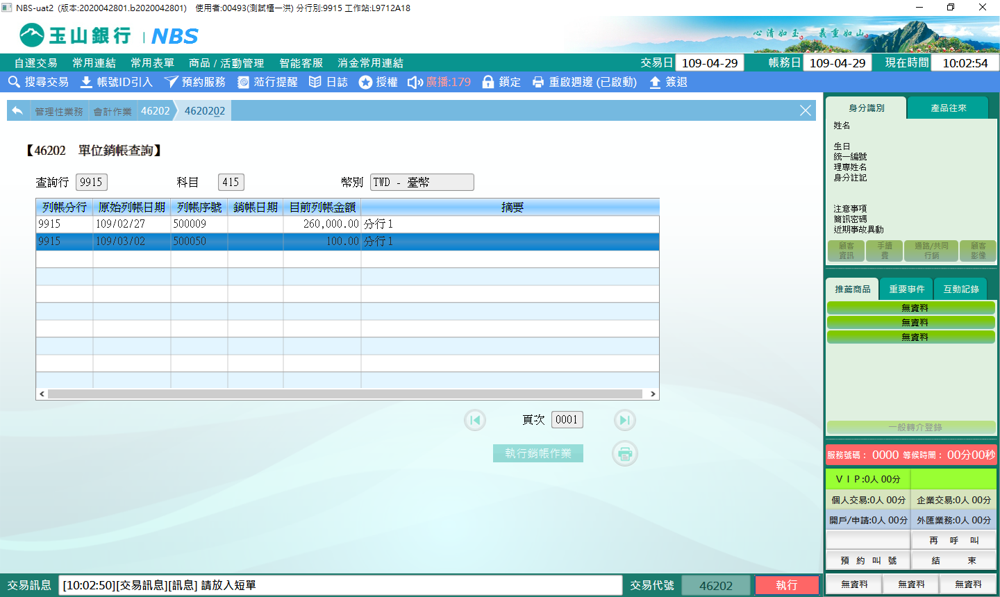 NBS-uat2 (版本:2020042801.b2020042801) 使用者:00493(測試櫃一洪) 分行別:9915 工作站:L9712A18
玉山銀行 NBS
心清如玉。義重如山。
自選交易 常用連結 常用表單 商品 / 活動管理 智能客服 消金常用連結 交易日 109-04-29 帳務日 109-04-29 現在時間 10:02:54
搜尋交易 帳號ID引入 預約服務 蒞行提醒 日誌 授權 廣播:179 鎖定 重啟週邊 (已啟動) 簽退
管理性業務 會計作業 46202 4620202
【46202 單位銷帳查詢】
查詢行 9915 科目 415 幣別 TWD - 臺幣
列帳分行 原始列帳日期 列帳序號 銷帳日期 目前列帳金額 摘要
9915 109/02/27 500009 260,000.00 分行1
9915 109/03/02 500050 100.00 分行1
頁次 0001
執行銷帳作業
身分識別 產品往來
姓名
生日
統一編號
理專姓名
身分註記
注意事項
簡訊密碼
近期事故異動
顧客資訊 手續費 通路/共同行銷 顧客影像
推薦商品 重要事件 互動記錄
無資料
無資料
無資料
一般轉介登錄
服務號碼： 0000 等候時間： 00分00秒
ＶＩＰ:0人 00分
個人交易:0人 00分 企業交易:0人 00分
開戶/申請:0人 00分 外匯業務:0人 00分
再 呼 叫
預 約 叫 號 結 束
無資料 無資料 無資料
交易訊息 [10:02:50][交易訊息][訊息] 請放入短單 交易代號 46202 執行